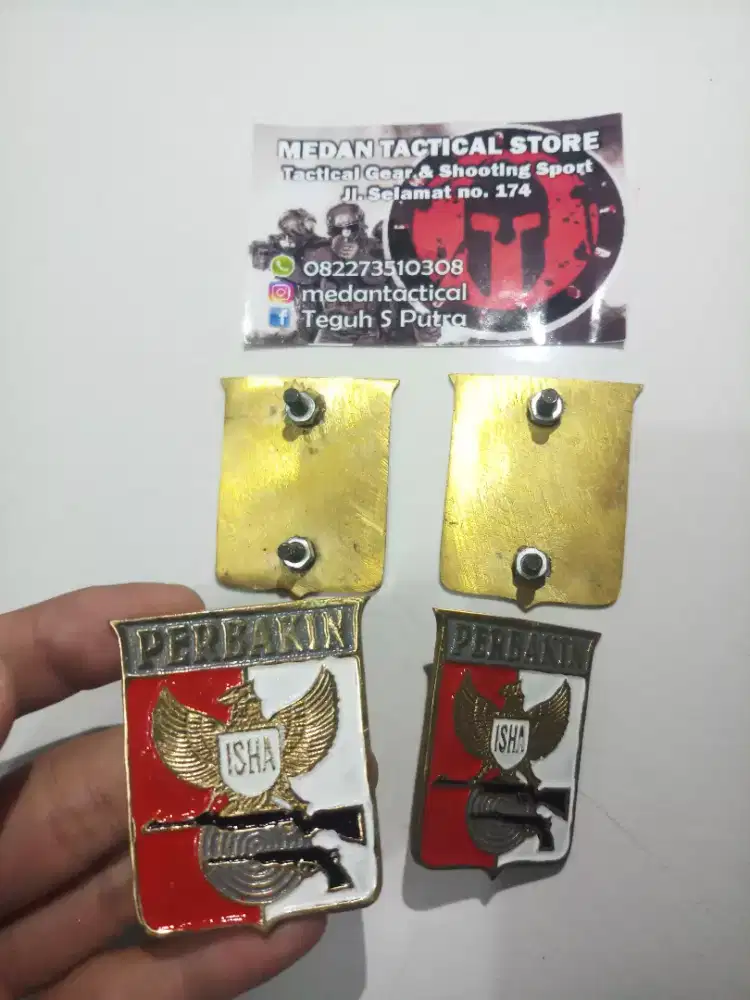 MEDAN TACTICAL STORE
Tactical Gear & Shooting Sport
Jl. Selamat no. 174
082273510308
medantactical
Teguh S Putra
PERBAKIN
ISHA
PERBAKIN
ISHA